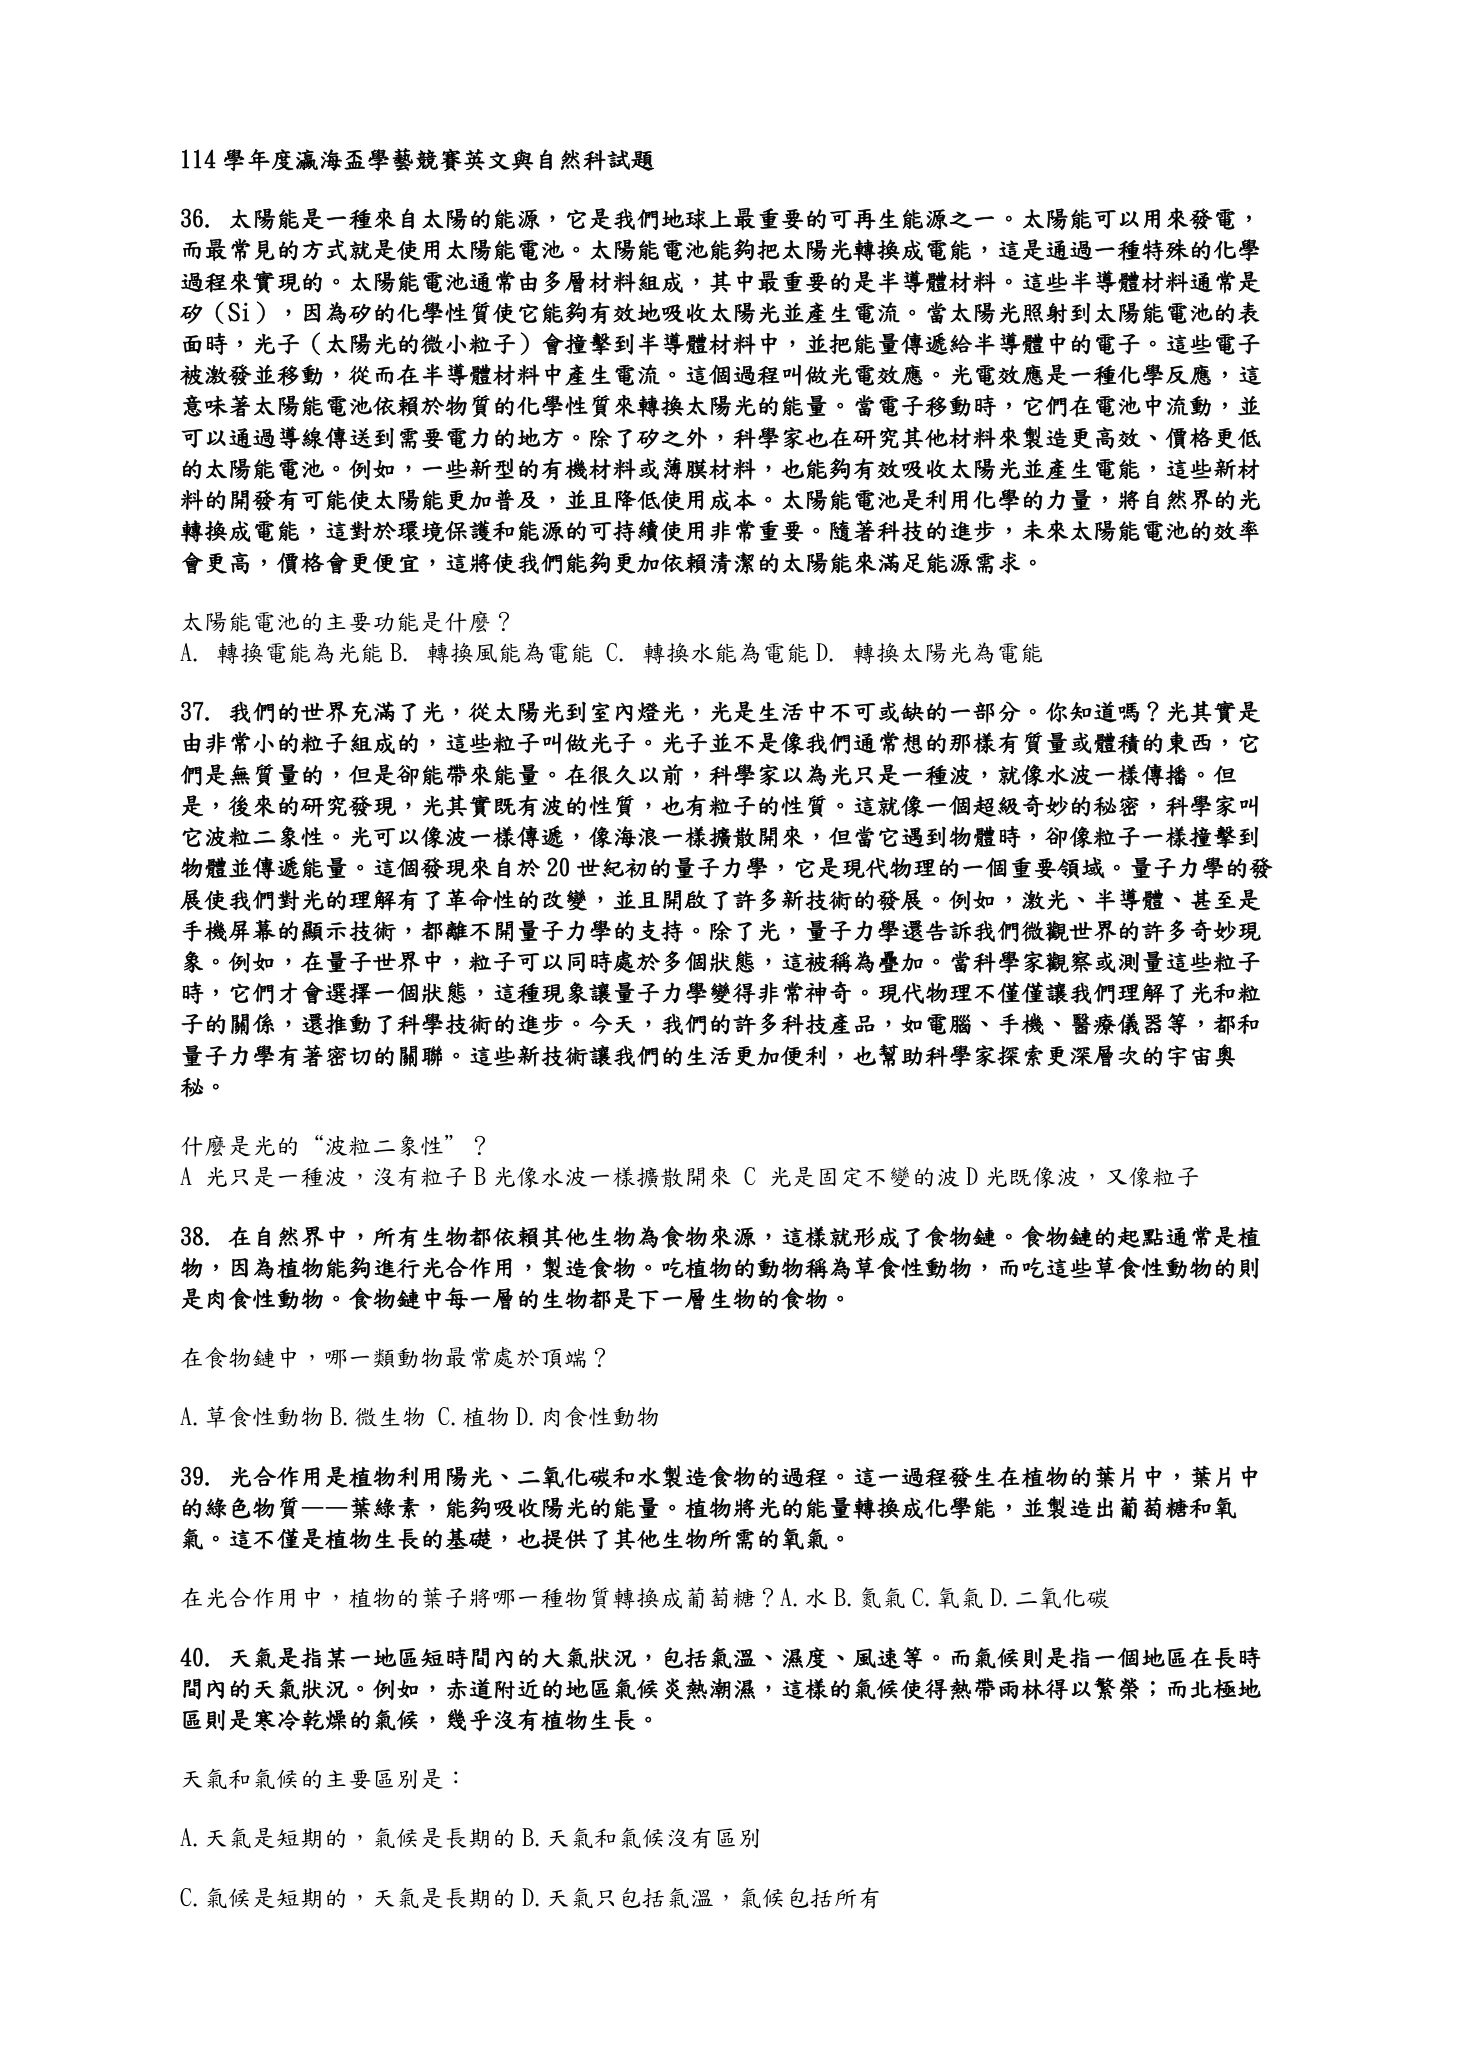 114 學年度瀛海盃學藝競賽英文與自然科試題
36. 太陽能是一種來自太陽的能源，它是我們地球上最重要的可再生能源之一。太陽能可以用來發電，
而最常見的方式就是使用太陽能電池。太陽能電池能夠把太陽光轉換成電能，這是通過一種特殊的化學
過程來實現的。太陽能電池通常由多層材料組成，其中最重要的是半導體材料。這些半導體材料通常是
矽（Si），因為矽的化學性質使它能夠有效地吸收太陽光並產生電流。當太陽光照射到太陽能電池的表
面時，光子（太陽光的微小粒子）會撞擊到半導體材料中，並把能量傳遞給半導體中的電子。這些電子
被激發並移動，從而在半導體材料中產生電流。這個過程叫做光電效應。光電效應是一種化學反應，這
意味著太陽能電池依賴於物質的化學性質來轉換太陽光的能量。當電子移動時，它們在電池中流動，並
可以通過導線傳送到需要電力的地方。除了矽之外，科學家也在研究其他材料來製造更高效、價格更低
的太陽能電池。例如，一些新型的有機材料或薄膜材料，也能夠有效吸收太陽光並產生電能，這些新材
料的開發有可能使太陽能更加普及，並且降低使用成本。太陽能電池是利用化學的力量，將自然界的光
轉換成電能，這對於環境保護和能源的可持續使用非常重要。隨著科技的進步，未來太陽能電池的效率
會更高，價格會更便宜，這將使我們能夠更加依賴清潔的太陽能來滿足能源需求。
太陽能電池的主要功能是什麼？
A. 轉換電能為光能 B. 轉換風能為電能 C. 轉換水能為電能 D. 轉換太陽光為電能
37. 我們的世界充滿了光，從太陽光到室內燈光，光是生活中不可或缺的一部分。你知道嗎？光其實是
由非常小的粒子組成的，這些粒子叫做光子。光子並不是像我們通常想的那樣有質量或體積的東西，它
們是無質量的，但是卻能帶來能量。在很久以前，科學家以為光只是一種波，就像水波一樣傳播。但
是，後來的研究發現，光其實既有波的性質，也有粒子的性質。這就像一個超級奇妙的秘密，科學家叫
它波粒二象性。光可以像波一樣傳遞，像海浪一樣擴散開來，但當它遇到物體時，卻像粒子一樣撞擊到
物體並傳遞能量。這個發現來自於 20 世紀初的量子力學，它是現代物理的一個重要領域。量子力學的發
展使我們對光的理解有了革命性的改變，並且開啟了許多新技術的發展。例如，激光、半導體、甚至是
手機屏幕的顯示技術，都離不開量子力學的支持。除了光，量子力學還告訴我們微觀世界的許多奇妙現
象。例如，在量子世界中，粒子可以同時處於多個狀態，這被稱為疊加。當科學家觀察或測量這些粒子
時，它們才會選擇一個狀態，這種現象讓量子力學變得非常神奇。現代物理不僅僅讓我們理解了光和粒
子的關係，還推動了科學技術的進步。今天，我們的許多科技產品，如電腦、手機、醫療儀器等，都和
量子力學有著密切的關聯。這些新技術讓我們的生活更加便利，也幫助科學家探索更深層次的宇宙奧
秘。
什麼是光的“波粒二象性”？
A 光只是一種波，沒有粒子 B 光像水波一樣擴散開來 C 光是固定不變的波 D 光既像波，又像粒子
38. 在自然界中，所有生物都依賴其他生物為食物來源，這樣就形成了食物鏈。食物鏈的起點通常是植
物，因為植物能夠進行光合作用，製造食物。吃植物的動物稱為草食性動物，而吃這些草食性動物的則
是肉食性動物。食物鏈中每一層的生物都是下一層生物的食物。
在食物鏈中，哪一類動物最常處於頂端？
A.草食性動物 B.微生物 C.植物 D.肉食性動物
39. 光合作用是植物利用陽光、二氧化碳和水製造食物的過程。這一過程發生在植物的葉片中，葉片中
的綠色物質——葉綠素，能夠吸收陽光的能量。植物將光的能量轉換成化學能，並製造出葡萄糖和氧
氣。這不僅是植物生長的基礎，也提供了其他生物所需的氧氣。
在光合作用中，植物的葉子將哪一種物質轉換成葡萄糖？A.水 B.氮氣 C.氧氣 D.二氧化碳
40. 天氣是指某一地區短時間內的大氣狀況，包括氣溫、濕度、風速等。而氣候則是指一個地區在長時
間內的天氣狀況。例如，赤道附近的地區氣候炎熱潮濕，這樣的氣候使得熱帶雨林得以繁榮；而北極地
區則是寒冷乾燥的氣候，幾乎沒有植物生長。
天氣和氣候的主要區別是：
A.天氣是短期的，氣候是長期的 B.天氣和氣候沒有區別
C.氣候是短期的，天氣是長期的 D.天氣只包括氣溫，氣候包括所有